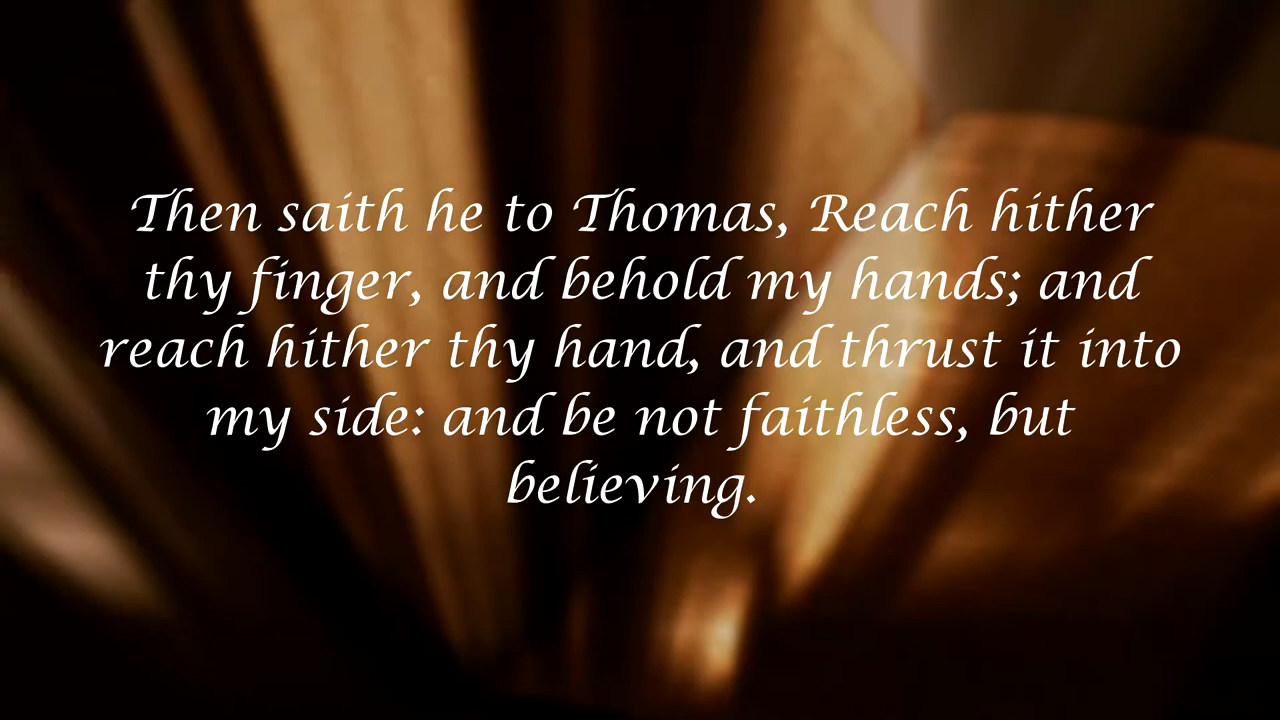 Then saith he to Thomas, Reach hither
thy finger, and behold my hands; and
reach hither thy hand, and thrust it into
my side: and be not faithless, but
believing.